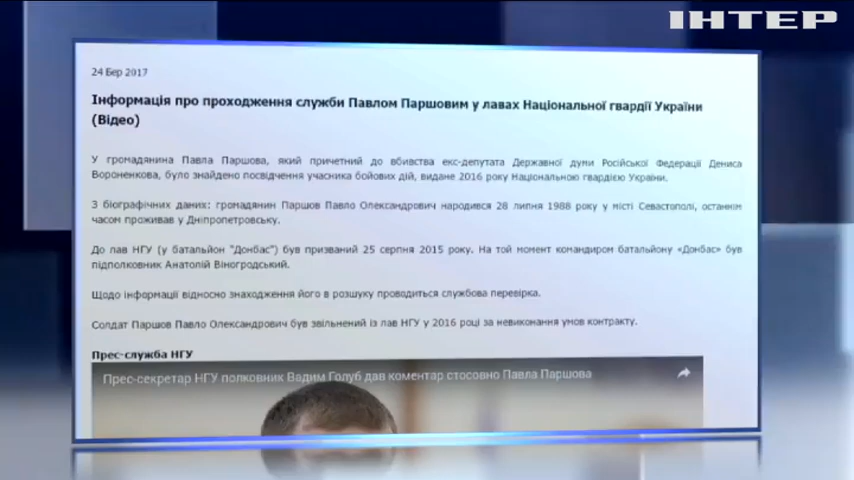 ІНТЕР
24 Бер 2017
Інформація про проходження служби Павлом Паршовим у лавах Національної гвардії України
(Відео)
У громадянина Павла Паршова, який причетний до вбивства екс-депутата Державної думи Російської Федерації Дениса
Вороненкова, було знайдено посвідчення учасника бойових дій, видане 2016 року Національною гвардією України.
З біографічних даних: громадянин Паршов Павло Олександрович народився 28 липня 1988 року у місті Севастополі, останнім
часом проживав у Дніпропетровську.
До лав НГУ (у батальйон "Донбас") був призваний 25 серпня 2015 року. На той момент командиром батальйону «Донбас» був
підполковник Анатолій Віногродський.
Щодо інформації відносно знаходження його в розшуку проводиться службова перевірка.
Солдат Паршов Павло Олександрович був звільнений із лав НГУ у 2016 році за невиконання умов контракту.
Прес-служба НГУ
Прес-секретар НГУ полковник Вадим Голуб дав коментар стосовно Павла Паршова